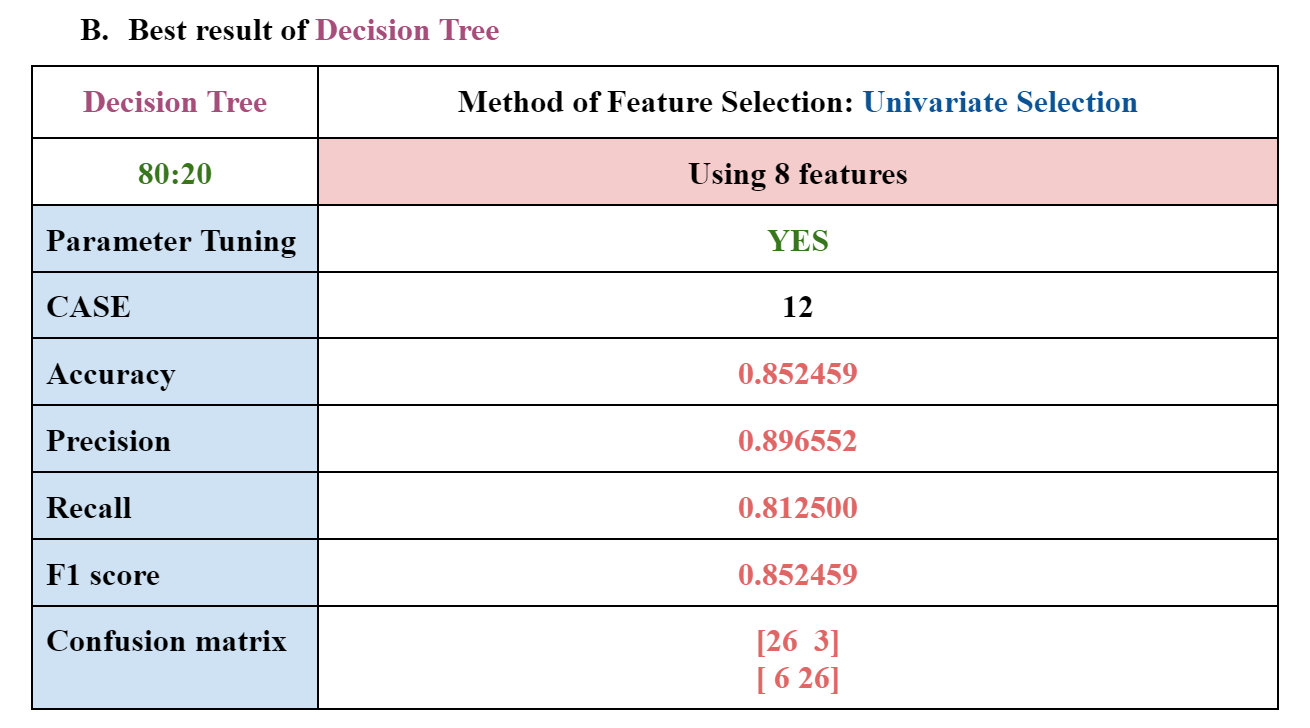 B. Best result of Decision Tree
Decision Tree
Method of Feature Selection: Univariate Selection
80:20
Using 8 features
Parameter Tuning
YES
CASE
12
Accuracy
0.852459
Precision
0.896552
Recall
0.812500
F1 score
0.852459
Confusion matrix
[26  3]
[ 6 26]